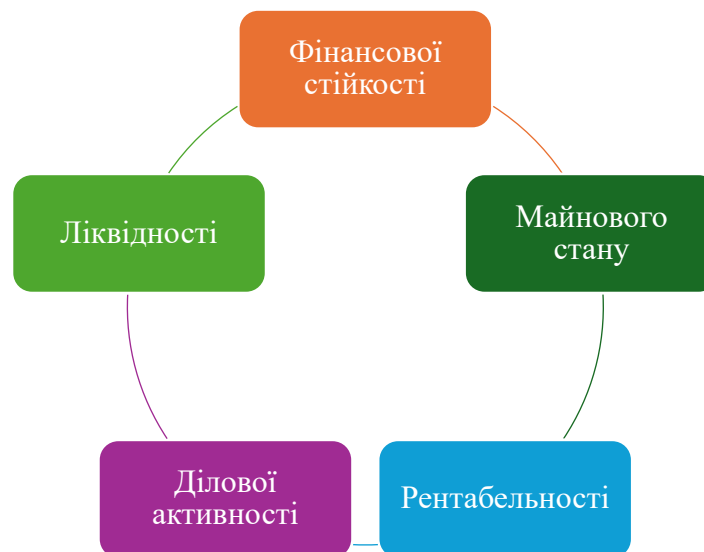 Фінансової
стійкості
Ліквідності
Майнового
стану
Ділової
активності
Рентабельності